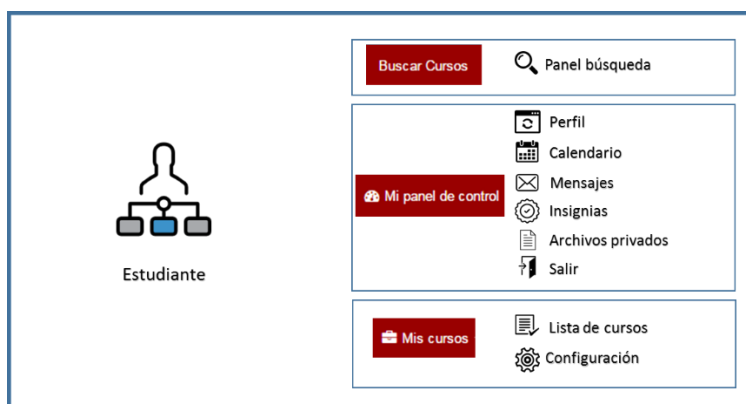 Buscar Cursos
Panel búsqueda
Mi panel de control
Perfil
Calendario
Mensajes
Insignias
Archivos privados
Salir
Estudiante
Mis cursos
Lista de cursos
Configuración